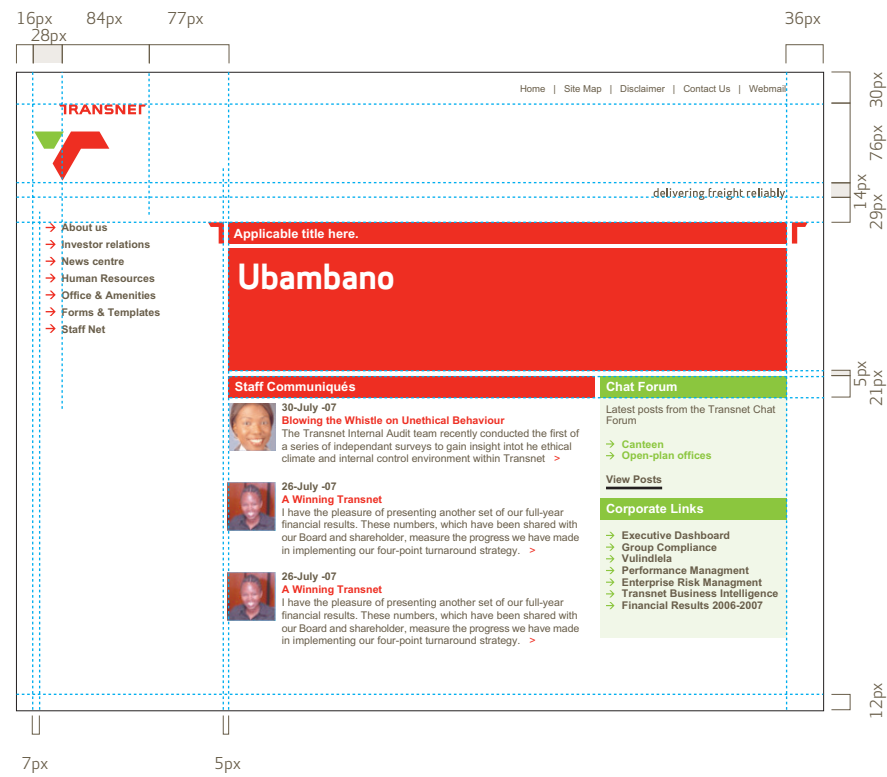 16px 84px 77px 36px
28px
Home | Site Map | Disclaimer | Contact Us | Webmail
30px
TRANSNET
76px
14px
delivering freight reliably
29px
About us
Investor relations
News centre
Human Resources
Office & Amenities
Forms & Templates
Staff Net
Applicable title here.
Ubambano
5px
21px
Staff Communiqués
30-July -07
Blowing the Whistle on Unethical Behaviour
The Transnet Internal Audit team recently conducted the first of
a series of independant surveys to gain insight intot he ethical
climate and internal control environment within Transnet >
26-July -07
A Winning Transnet
I have the pleasure of presenting another set of our full-year
financial results. These numbers, which have been shared with
our Board and shareholder, measure the progress we have made
in implementing our four-point turnaround strategy. >
26-July -07
A Winning Transnet
I have the pleasure of presenting another set of our full-year
financial results. These numbers, which have been shared with
our Board and shareholder, measure the progress we have made
in implementing our four-point turnaround strategy. >
Chat Forum
Latest posts from the Transnet Chat
Forum
Canteen
Open-plan offices
View Posts
Corporate Links
Executive Dashboard
Group Compliance
Vulindlela
Performance Managment
Enterprise Risk Managment
Transnet Business Intelligence
Financial Results 2006-2007
12px
7px 5px